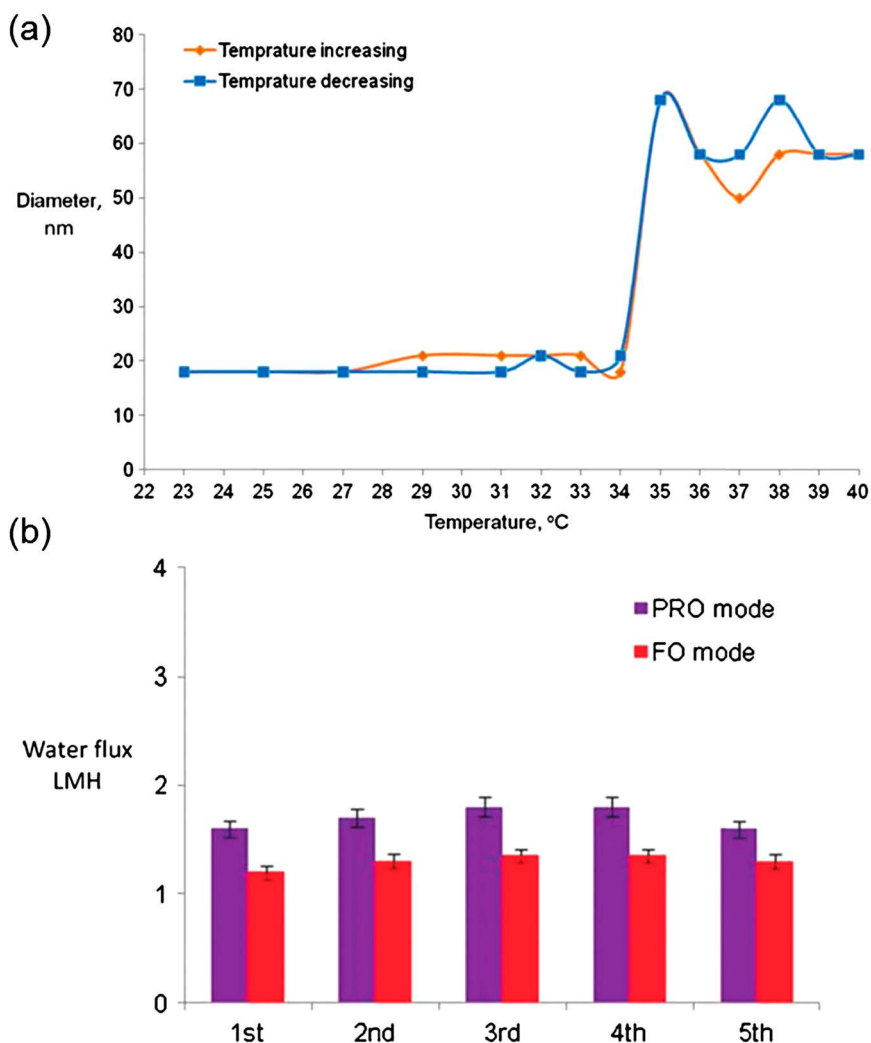 (a)
Temprature increasing
Temprature decreasing
80
70
60
50
40
30
20
10
0
Diameter,
nm
22 23 24 25 26 27 28 29 30 31 32 33 34 35 36 37 38 39 40
Temperature, °C
(b)
4
3
2
1
0
PRO mode
FO mode
Water flux
LMH
1st 2nd 3rd 4th 5th